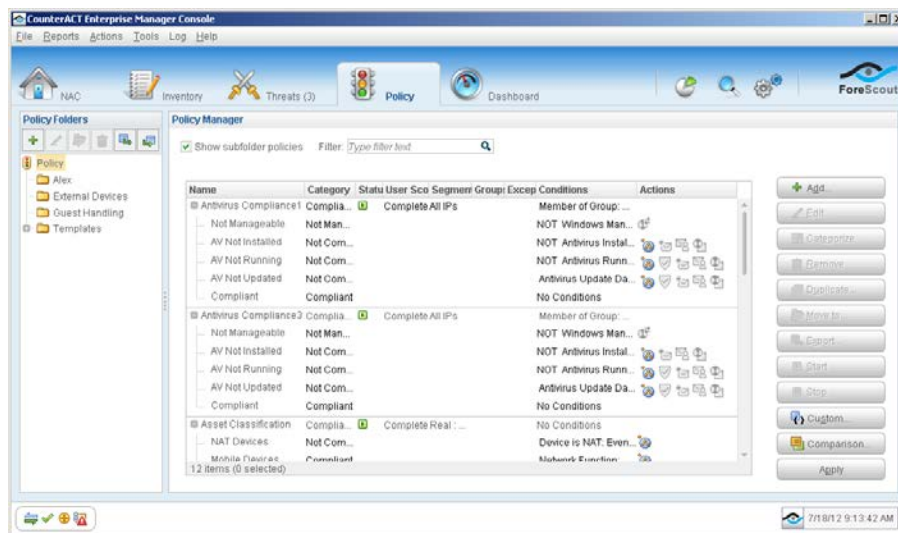 CounterACT Enterprise Manager Console
File Reports Actions Tools Log Help
NAC Inventory Threats (3) Policy Dashboard ForeScout
Policy Folders
Policy
Alex
External Devices
Guest Handling
Templates
Policy Manager
Show subfolder policies Filter: Type filter text
Name Category Statu User Sco Segmen Group Excep Conditions Actions
Antivirus Compliance1 Complia... Complete All IPs Member of Group: ...
Not Manageable Not Man... NOT Windows Man...
AV Not Installed Not Com... NOT Antivirus Instal...
AV Not Running Not Com... NOT Antivirus Runn...
AV Not Updated Not Com... Antivirus Update Da...
Compliant Compliant No Conditions
Antivirus Compliance3 Complia... Complete All IPs Member of Group: ...
Not Manageable Not Man... NOT Windows Man...
AV Not Installed Not Com... NOT Antivirus Instal...
AV Not Running Not Com... NOT Antivirus Runn...
AV Not Updated Not Com... Antivirus Update Da...
Compliant Compliant No Conditions
Asset Classification Complia... Complete Real : ... No Conditions
NAT Devices Not Com... Device is NAT: Even...
Mobile Devices Compliant Network Function:
12 items (0 selected)
Add...
Edit
Categorize
Remove
Duplicate...
Move to...
Export...
Start
Stop
Custom...
Comparison...
Apply
7/18/12 9:13:42 AM